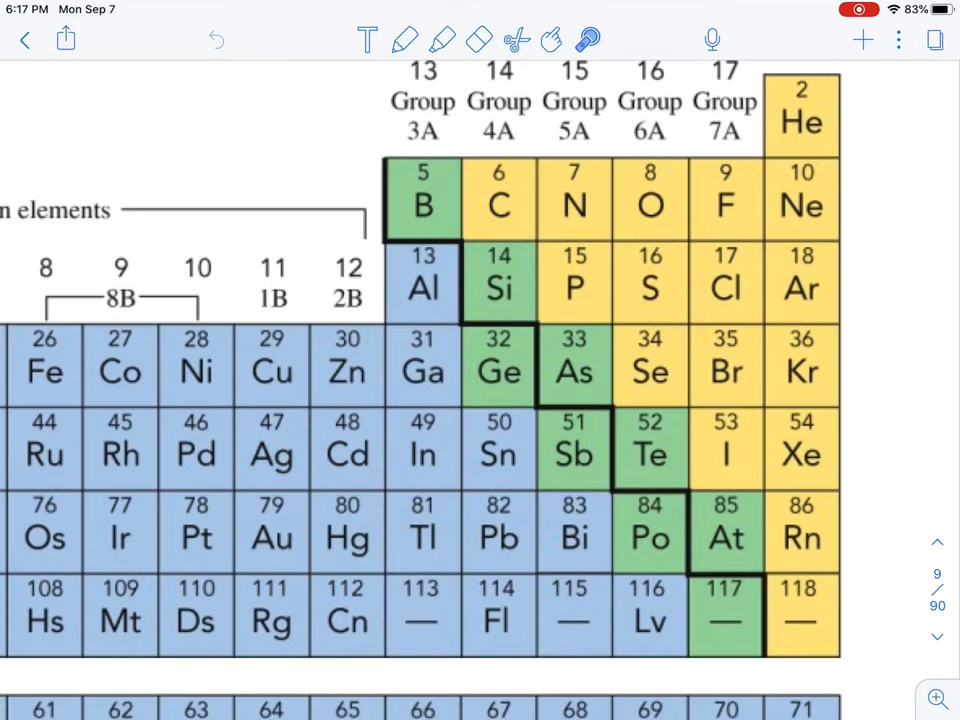 6:17 PM Mon Sep 7
83%
13 14 15 16 17
Group Group Group Group Group
3A 4A 5A 6A 7A
2
He
5 6 7 8 9 10
B C N O F Ne
n elements
13 14 15 16 17 18
Al Si P S Cl Ar
8 9 10 11 12
8B 1B 2B
26 27 28 29 30 31 32 33 34 35 36
Fe Co Ni Cu Zn Ga Ge As Se Br Kr
44 45 46 47 48 49 50 51 52 53 54
Ru Rh Pd Ag Cd In Sn Sb Te I Xe
76 77 78 79 80 81 82 83 84 85 86
Os Ir Pt Au Hg Tl Pb Bi Po At Rn
108 109 110 111 112 113 114 115 116 117 118
Hs Mt Ds Rg Cn — Fl — Lv — —
61 62 63 64 65 66 67 68 69 70 71
9
/
90